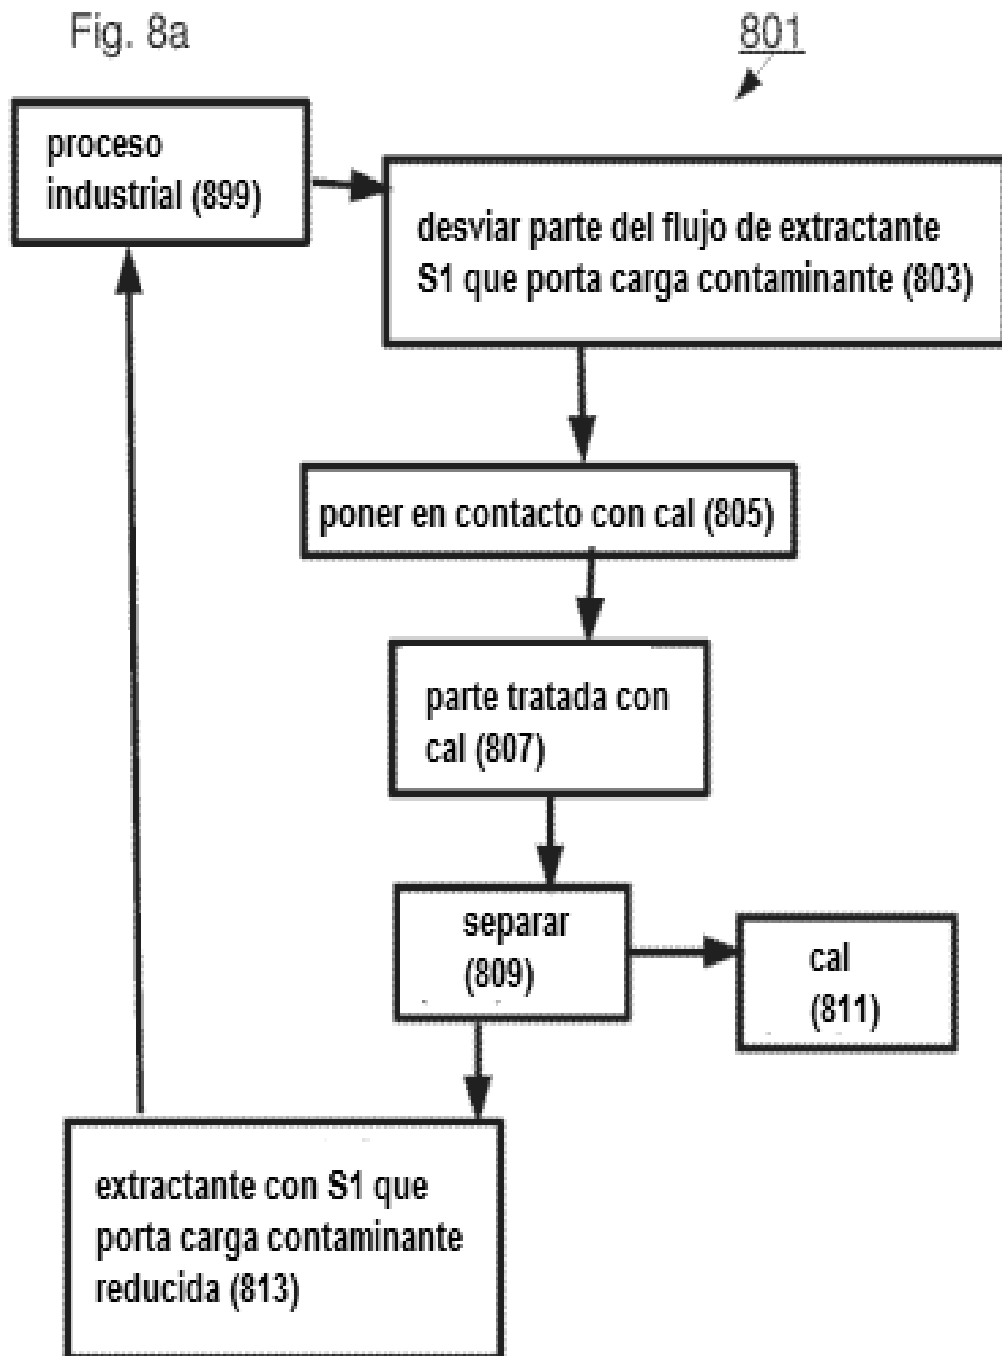 Fig. 8a
801
proceso
industrial (899)
desviar parte del flujo de extractante
S1 que porta carga contaminante (803)
poner en contacto con cal (805)
parte tratada con
cal (807)
separar
(809)
cal
(811)
extractante con S1 que
porta carga contaminante
reducida (813)